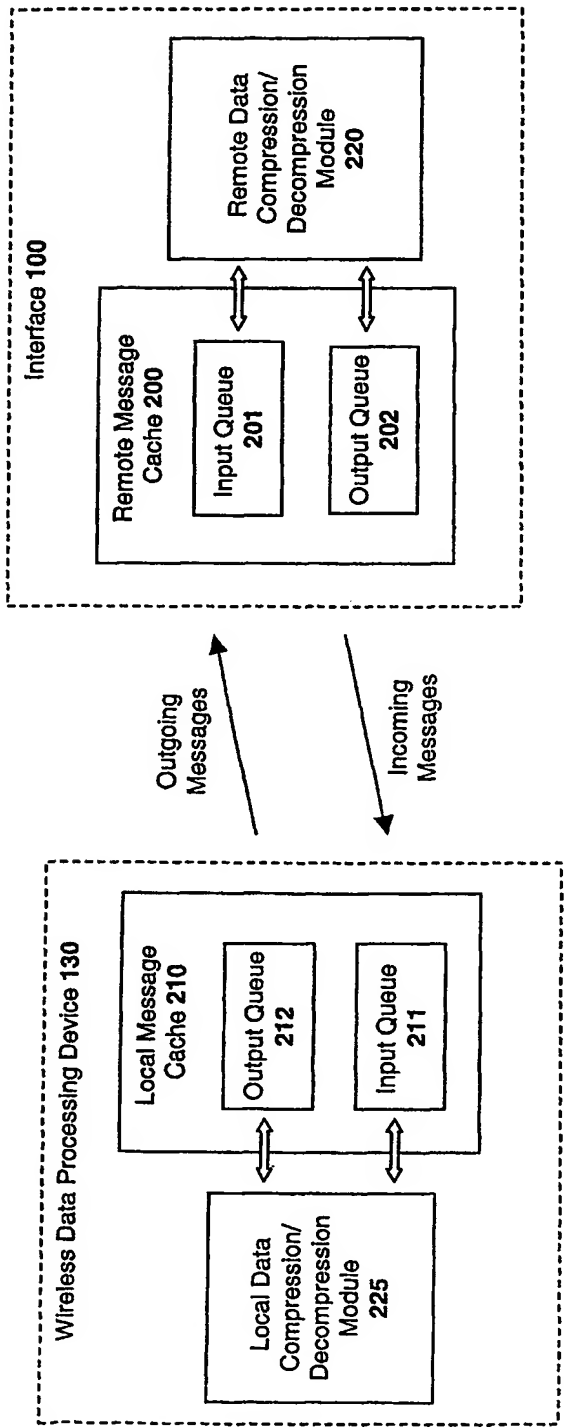 Wireless Data Processing Device 130
Local Data
Compression/
Decompression
Module
225
Local Message
Cache 210
Output Queue
212
Input Queue
211
Outgoing
Messages
Incoming
Messages
Interface 100
Remote Message
Cache 200
Input Queue
201
Output Queue
202
Remote Data
Compression/
Decompression
Module
220